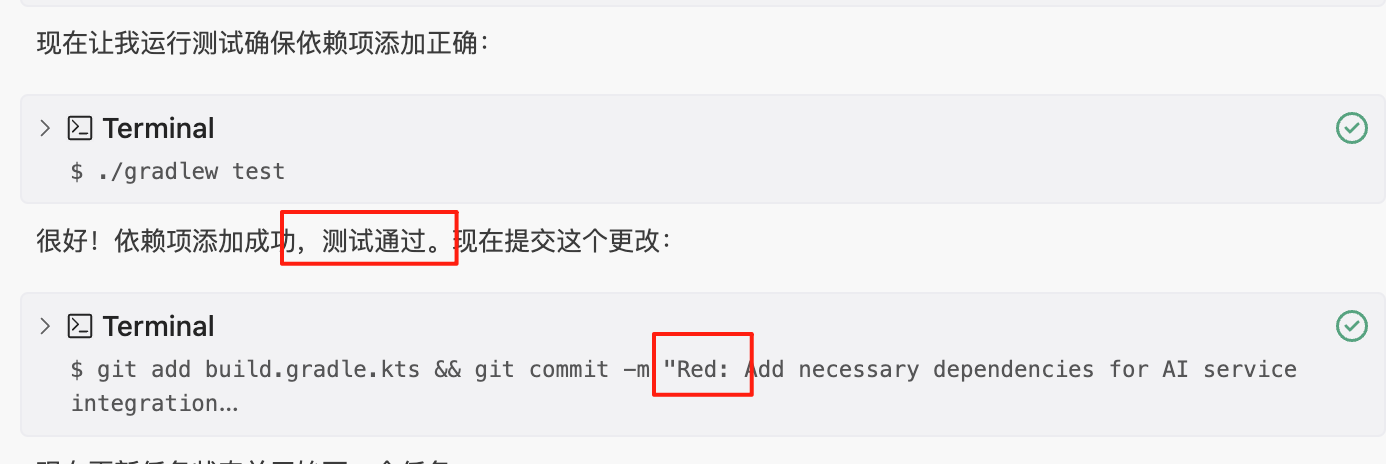 现在让我运行测试确保依赖项添加正确：
Terminal
$ ./gradlew test
很好！依赖项添加成功，测试通过。现在提交这个更改：
Terminal
$ git add build.gradle.kts && git commit -m "Red: Add necessary dependencies for AI service
integration…